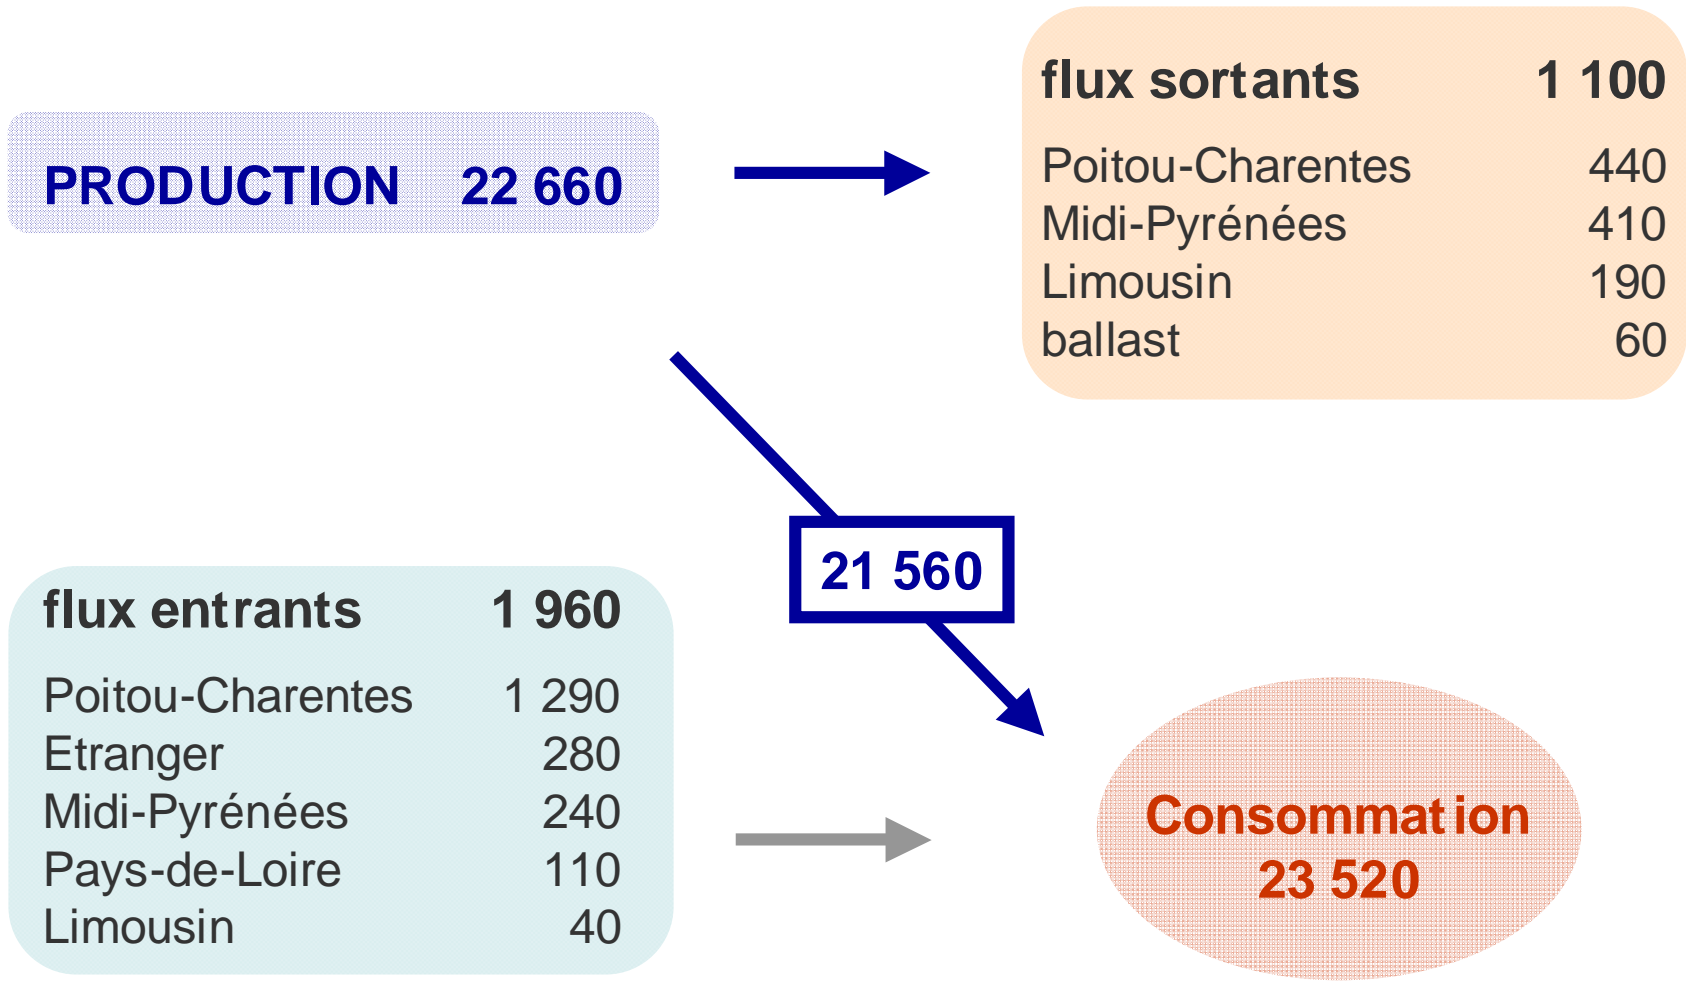 PRODUCTION 22 660
flux sortants 1 100
Poitou-Charentes 440
Midi-Pyrénées 410
Limousin 190
ballast 60
21 560
flux entrants 1 960
Poitou-Charentes 1 290
Etranger 280
Midi-Pyrénées 240
Pays-de-Loire 110
Limousin 40
Consommation
23 520